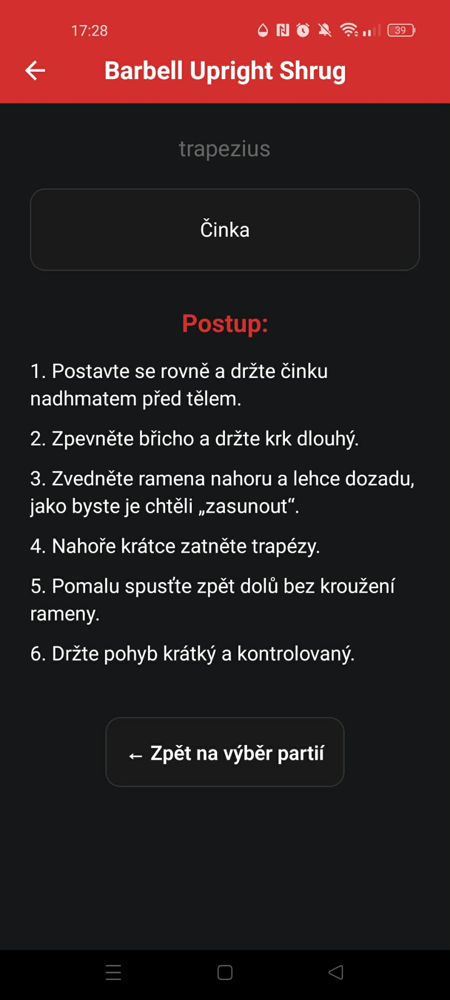 17:28
39
Barbell Upright Shrug
trapezius
Činka
Postup:
1. Postavte se rovně a držte činku
nadhmatem před tělem.
2. Zpevněte břicho a držte krk dlouhý.
3. Zvedněte ramena nahoru a lehce dozadu,
jako byste je chtěli „zasunout“.
4. Nahoře krátce zatněte trapézy.
5. Pomalu spusťte zpět dolů bez kroužení
rameny.
6. Držte pohyb krátký a kontrolovaný.
← Zpět na výběr partií